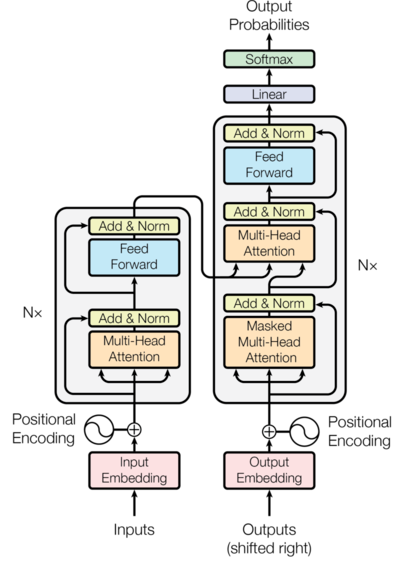 Output
Probabilities
Softmax
Linear
Add & Norm
Feed
Forward
Add & Norm
Multi-Head
Attention
Add & Norm
Masked
Multi-Head
Attention
N×
Add & Norm
Feed
Forward
Add & Norm
Multi-Head
Attention
N×
Positional
Encoding
Positional
Encoding
Input
Embedding
Output
Embedding
Inputs
Outputs
(shifted right)